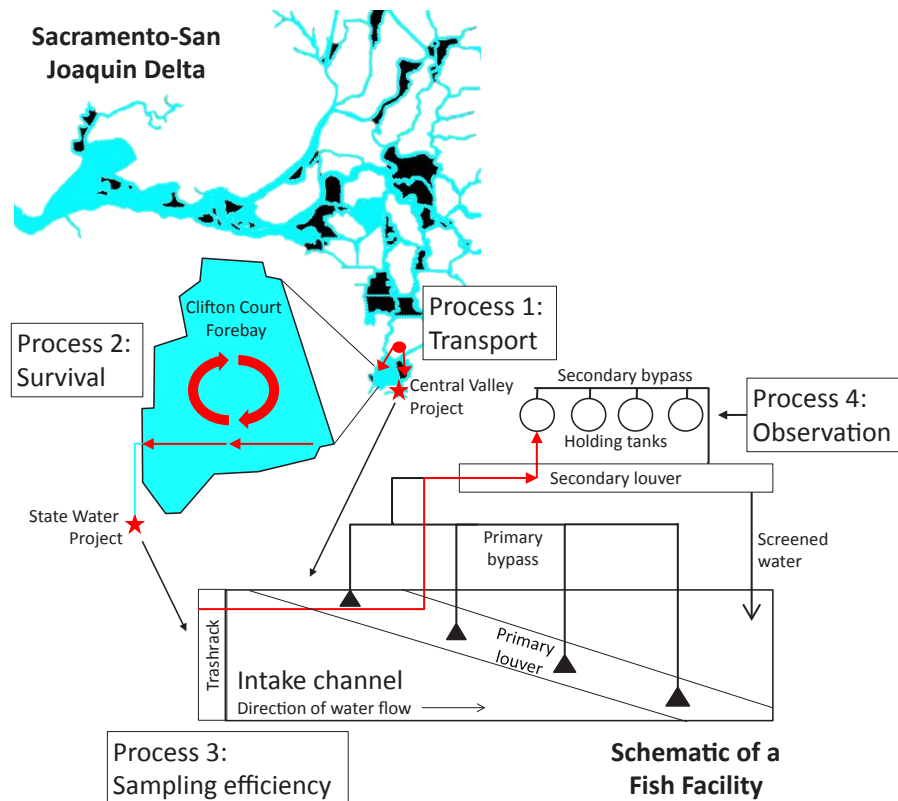 Sacramento-San
Joaquin Delta
Clifton Court
Forebay
Process 1:
Transport
Process 2:
Survival
Central Valley
Project
Secondary bypass
Process 4:
Observation
Holding tanks
Secondary louver
State Water
Project
Primary
bypass
Screened
water
Trashrack
Primary
louver
Intake channel
Direction of water flow
Process 3:
Sampling efficiency
Schematic of a
Fish Facility